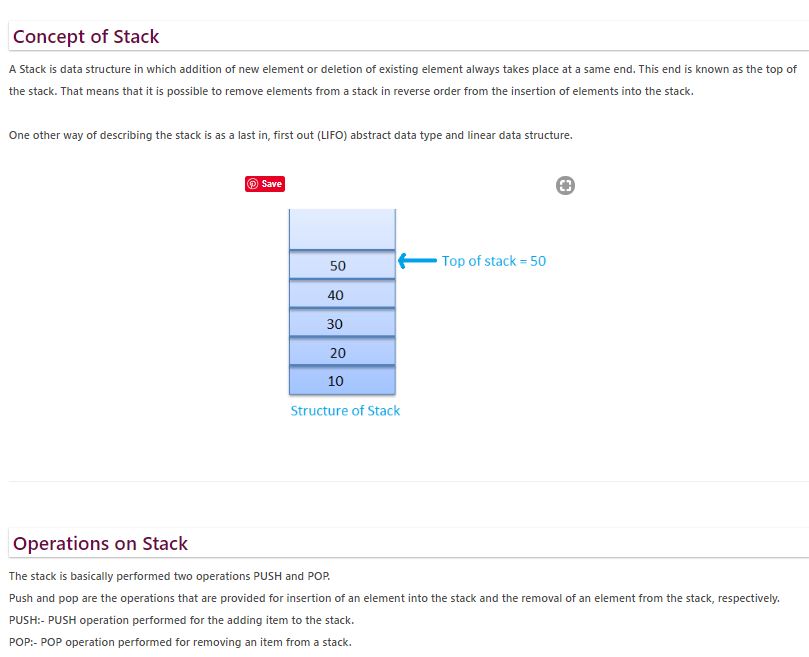 Concept of Stack
A Stack is data structure in which addition of new element or deletion of existing element always takes place at a same end. This end is known as the top of
the stack. That means that it is possible to remove elements from a stack in reverse order from the insertion of elements into the stack.
One other way of describing the stack is as a last in, first out (LIFO) abstract data type and linear data structure.
Save
50
Top of stack = 50
40
30
20
10
Structure of Stack
Operations on Stack
The stack is basically performed two operations PUSH and POP.
Push and pop are the operations that are provided for insertion of an element into the stack and the removal of an element from the stack, respectively.
PUSH:- PUSH operation performed for the adding item to the stack.
POP:- POP operation performed for removing an item from a stack.